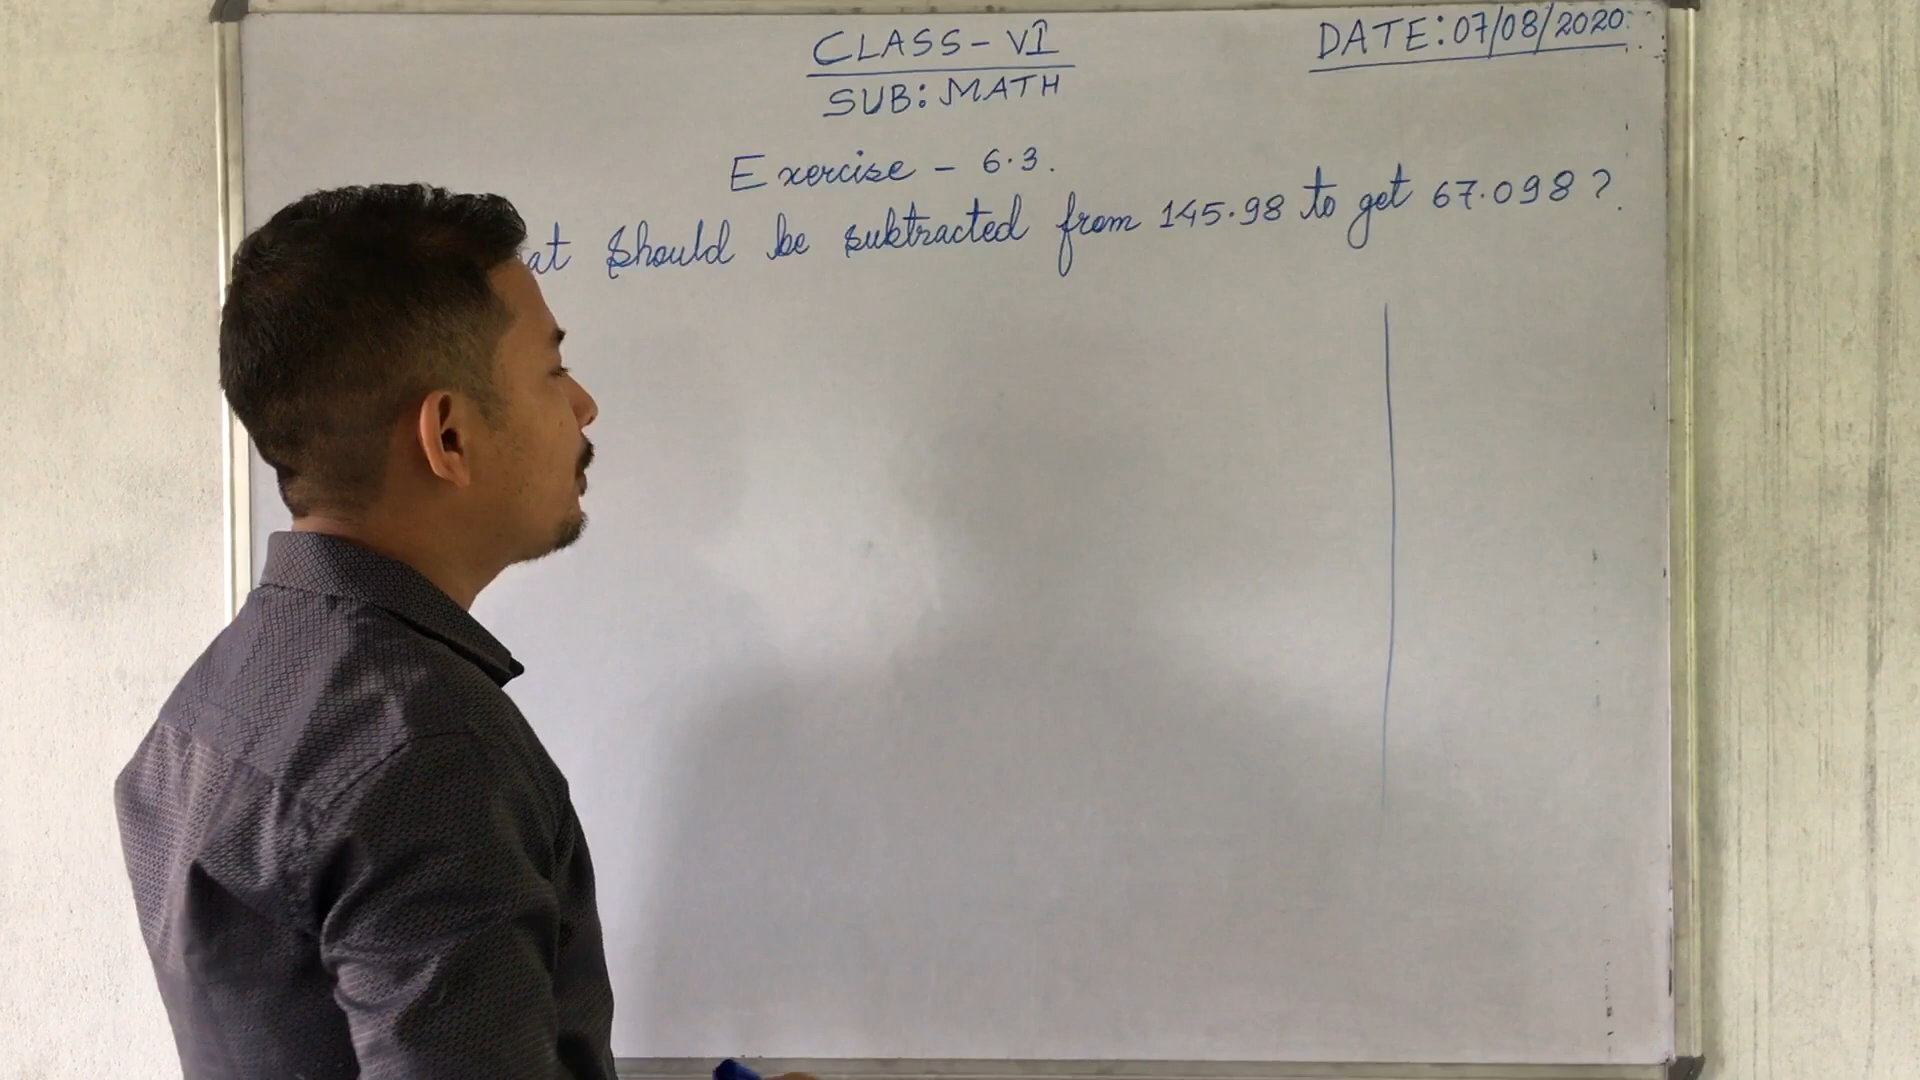 CLASS-VI
DATE:07/08/2020
SUB: MATH
Exercise - 6.3.
at should be subtracted from 145.98 to get 67.098?